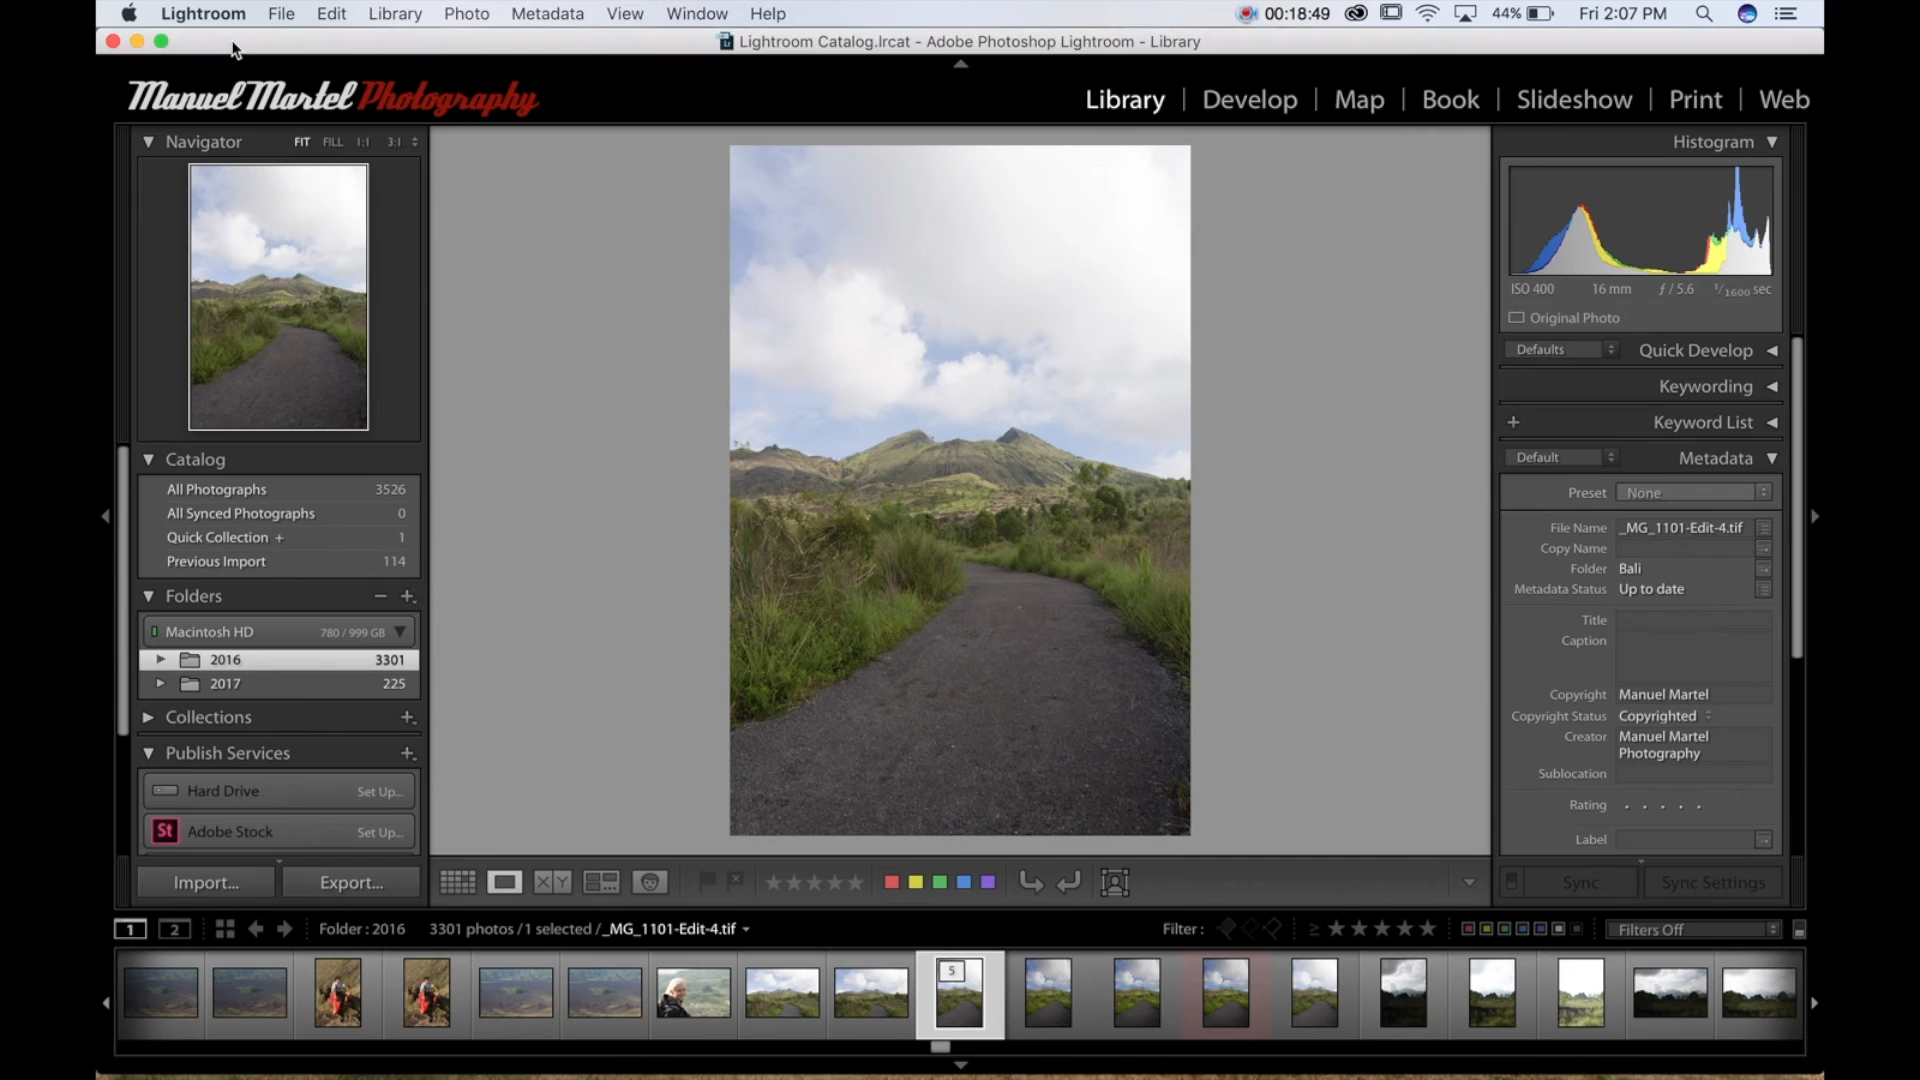 Lightroom File Edit Library Photo Metadata View Window Help 00:18:49 44% Fri 2:07 PM
Lightroom Catalog.lrcat - Adobe Photoshop Lightroom - Library
Manuel Martel Photography
Library | Develop | Map | Book | Slideshow | Print | Web
Navigator FIT FILL 1:1 3:1
Histogram
ISO 400 16 mm ƒ / 5.6 1/1600 sec
Original Photo
Defaults Quick Develop
Keywording
Keyword List
Default Metadata
Catalog
All Photographs 3526
All Synced Photographs 0
Quick Collection + 1
Previous Import 114
Folders
Macintosh HD 780 / 999 GB
2016 3301
2017 225
Collections
Publish Services
Hard Drive Set Up...
St Adobe Stock Set Up...
Import... Export...
Preset None
File Name _MG_1101-Edit-4.tif
Copy Name
Folder Bali
Metadata Status Up to date
Title
Caption
Copyright Manuel Martel
Copyright Status Copyrighted
Creator Manuel Martel
Photography
Sublocation
Rating
Label
X Y
Sync Sync Settings
1 2 Folder : 2016 3301 photos / 1 selected / _MG_1101-Edit-4.tif Filter : ≥ Filters Off
5